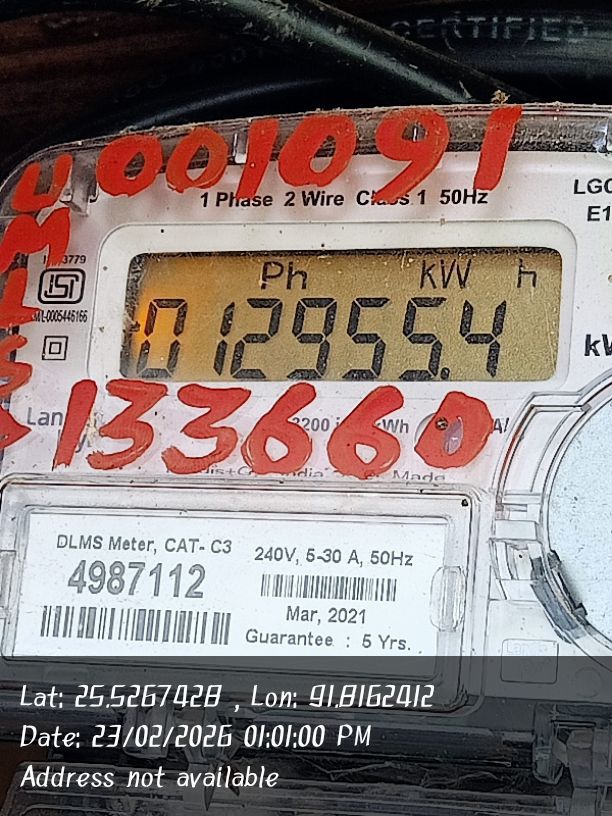 CERTIFIED
001091
1 Phase 2 Wire Class 1 50Hz
LGC
E1
Ph kW h
012955.4
ISI
kW
133660
3200 i
Wh
DLMS Meter, CAT- C3
4987112
240V, 5-30 A, 50Hz
Mar, 2021
Guarantee : 5 Yrs.
Lat: 25.5267428 , Lon: 91.8162412
Date: 23/02/2026 01:01:00 PM
Address not available